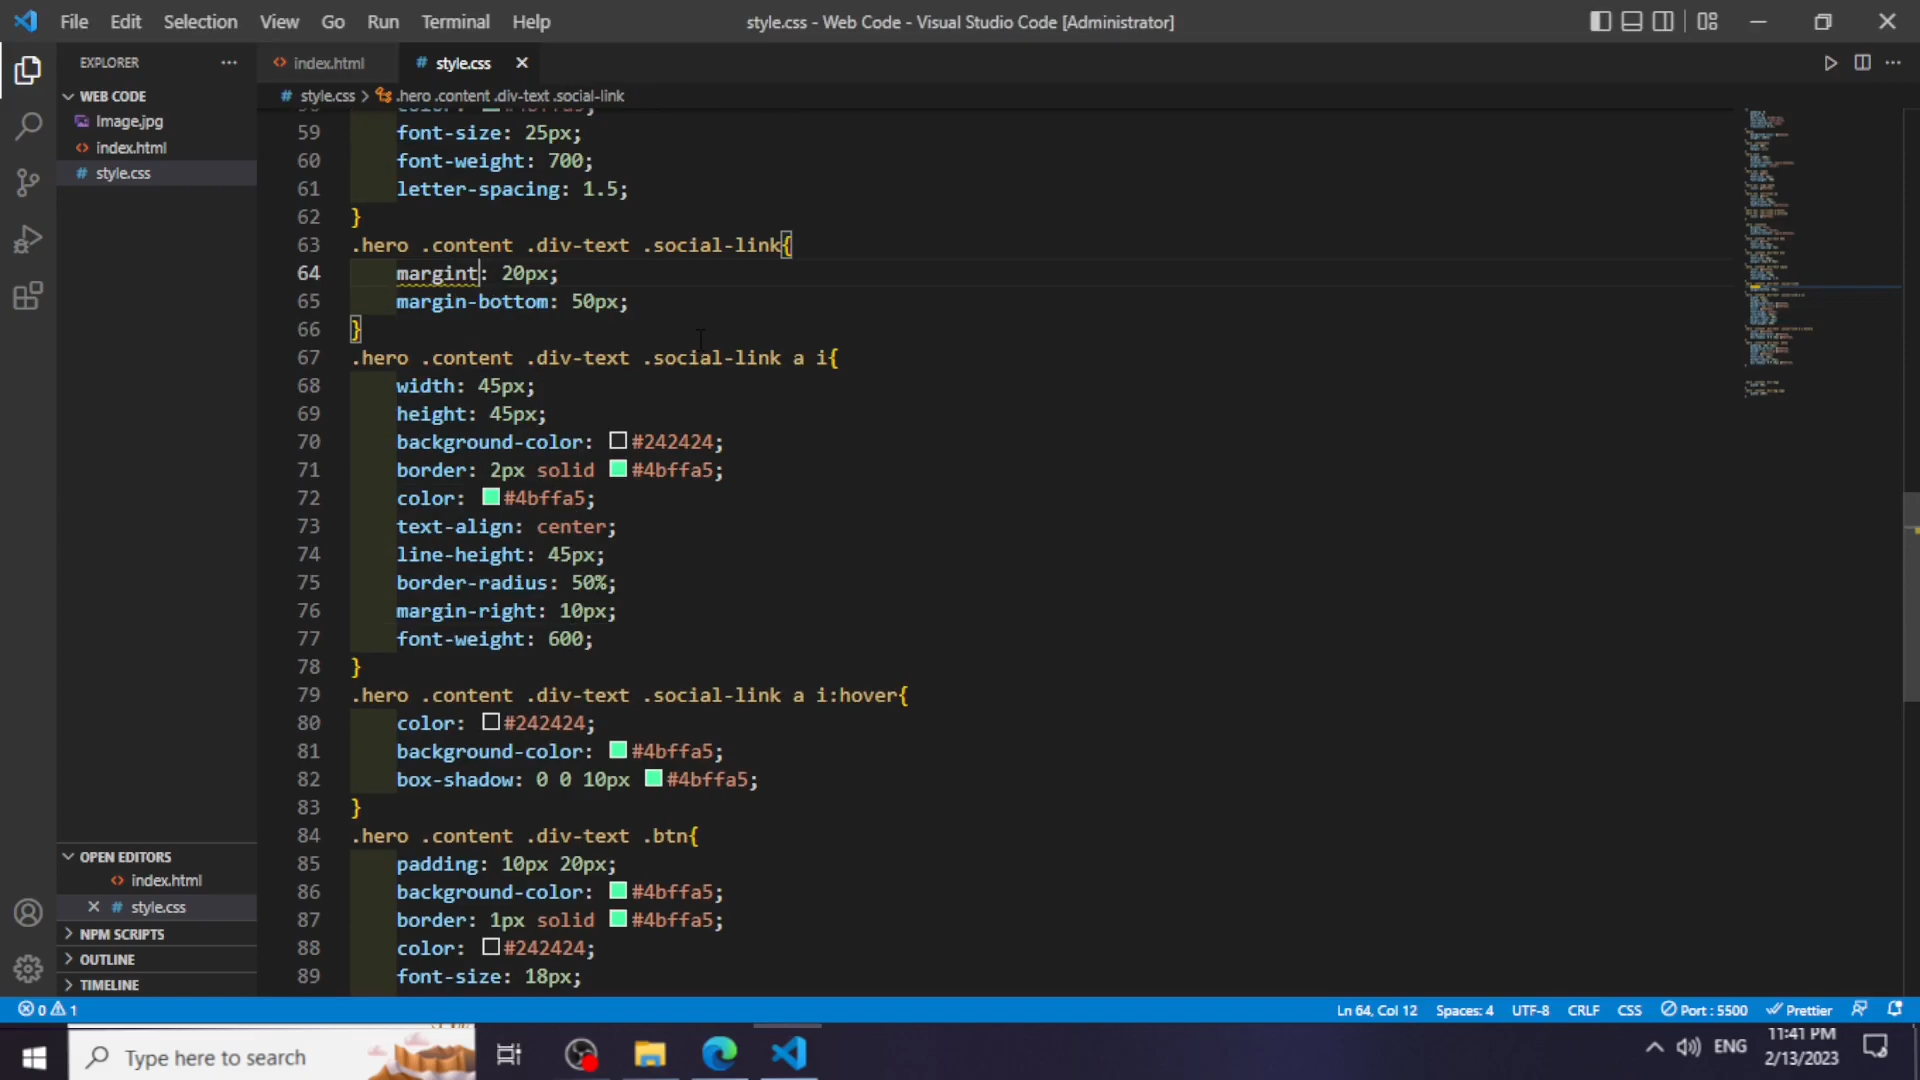 File Edit Selection View Go Run Terminal Help
style.css - Web Code - Visual Studio Code [Administrator]
EXPLORER
index.html
style.css
WEB CODE
style.css > .hero .content .div-text .social-link
Image.jpg
index.html
style.css
59 font-size: 25px;
60 font-weight: 700;
61 letter-spacing: 1.5;
62 }
63 .hero .content .div-text .social-link{
64 margint: 20px;
65 margin-bottom: 50px;
66 }
67 .hero .content .div-text .social-link a i{
68 width: 45px;
69 height: 45px;
70 background-color: #242424;
71 border: 2px solid #4bffa5;
72 color: #4bffa5;
73 text-align: center;
74 line-height: 45px;
75 border-radius: 50%;
76 margin-right: 10px;
77 font-weight: 600;
78 }
79 .hero .content .div-text .social-link a i:hover{
80 color: #242424;
81 background-color: #4bffa5;
82 box-shadow: 0 0 10px #4bffa5;
83 }
84 .hero .content .div-text .btn{
85 padding: 10px 20px;
86 background-color: #4bffa5;
87 border: 1px solid #4bffa5;
88 color: #242424;
89 font-size: 18px;
OPEN EDITORS
index.html
style.css
NPM SCRIPTS
OUTLINE
TIMELINE
0 1
Ln 64, Col 12 Spaces: 4 UTF-8 CRLF CSS Port : 5500 Prettier
Type here to search
ENG
11:41 PM
2/13/2023